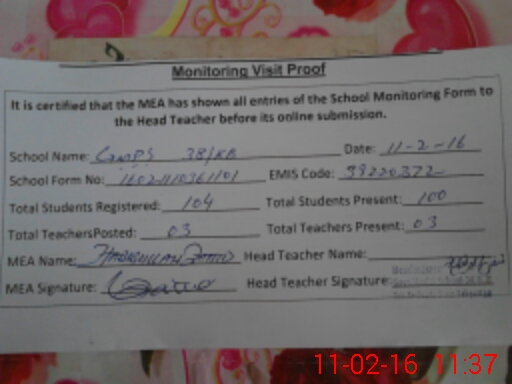 Monitoring Visit Proof
It is certified that the MEA has shown all entries of the School Monitoring Form to
the Head Teacher before its online submission.
School Name: GMPS 38/KB Date: 11-2-16
School Form No: EMIS Code:
Total Students Registered: 104 Total Students Present: 100
Total TeachersPosted: 03 Total Teachers Present: 03
MEA Name: Head Teacher Name:
MEA Signature: Head Teacher Signature:
11-02-16 11:37